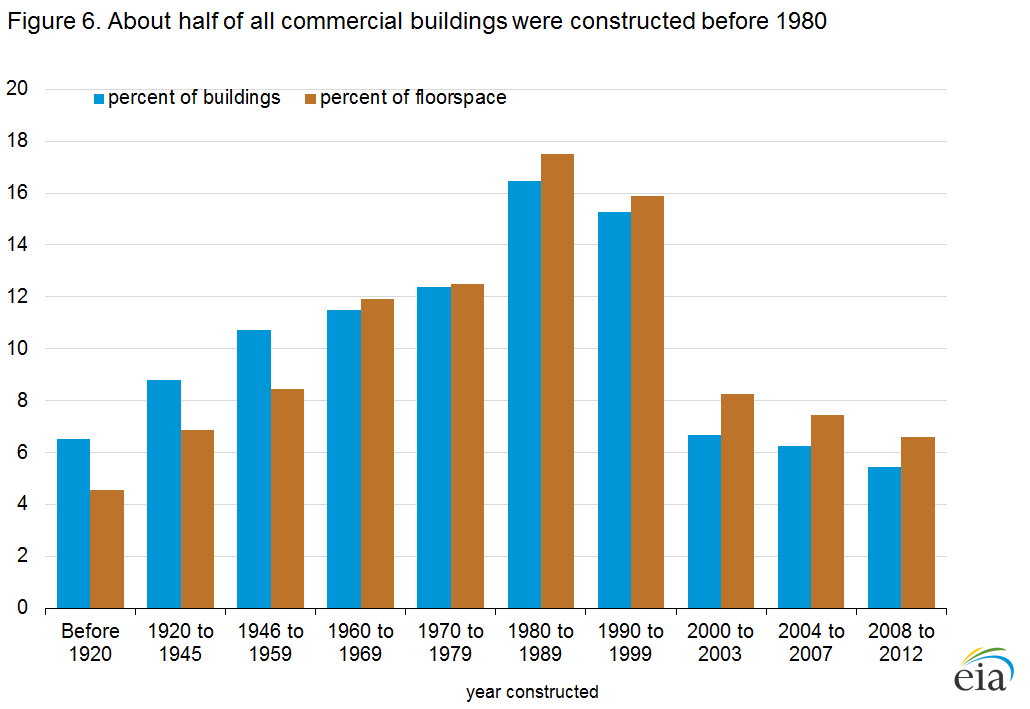 Figure 6. About half of all commercial buildings were constructed before 1980
20
percent of buildings percent of floorspace
18
16
14
12
10
8
6
4
2
0
Before 1920 to 1946 to 1960 to 1970 to 1980 to 1990 to 2000 to 2004 to 2008 to
1920 1945 1959 1969 1979 1989 1999 2003 2007 2012
year constructed
eia